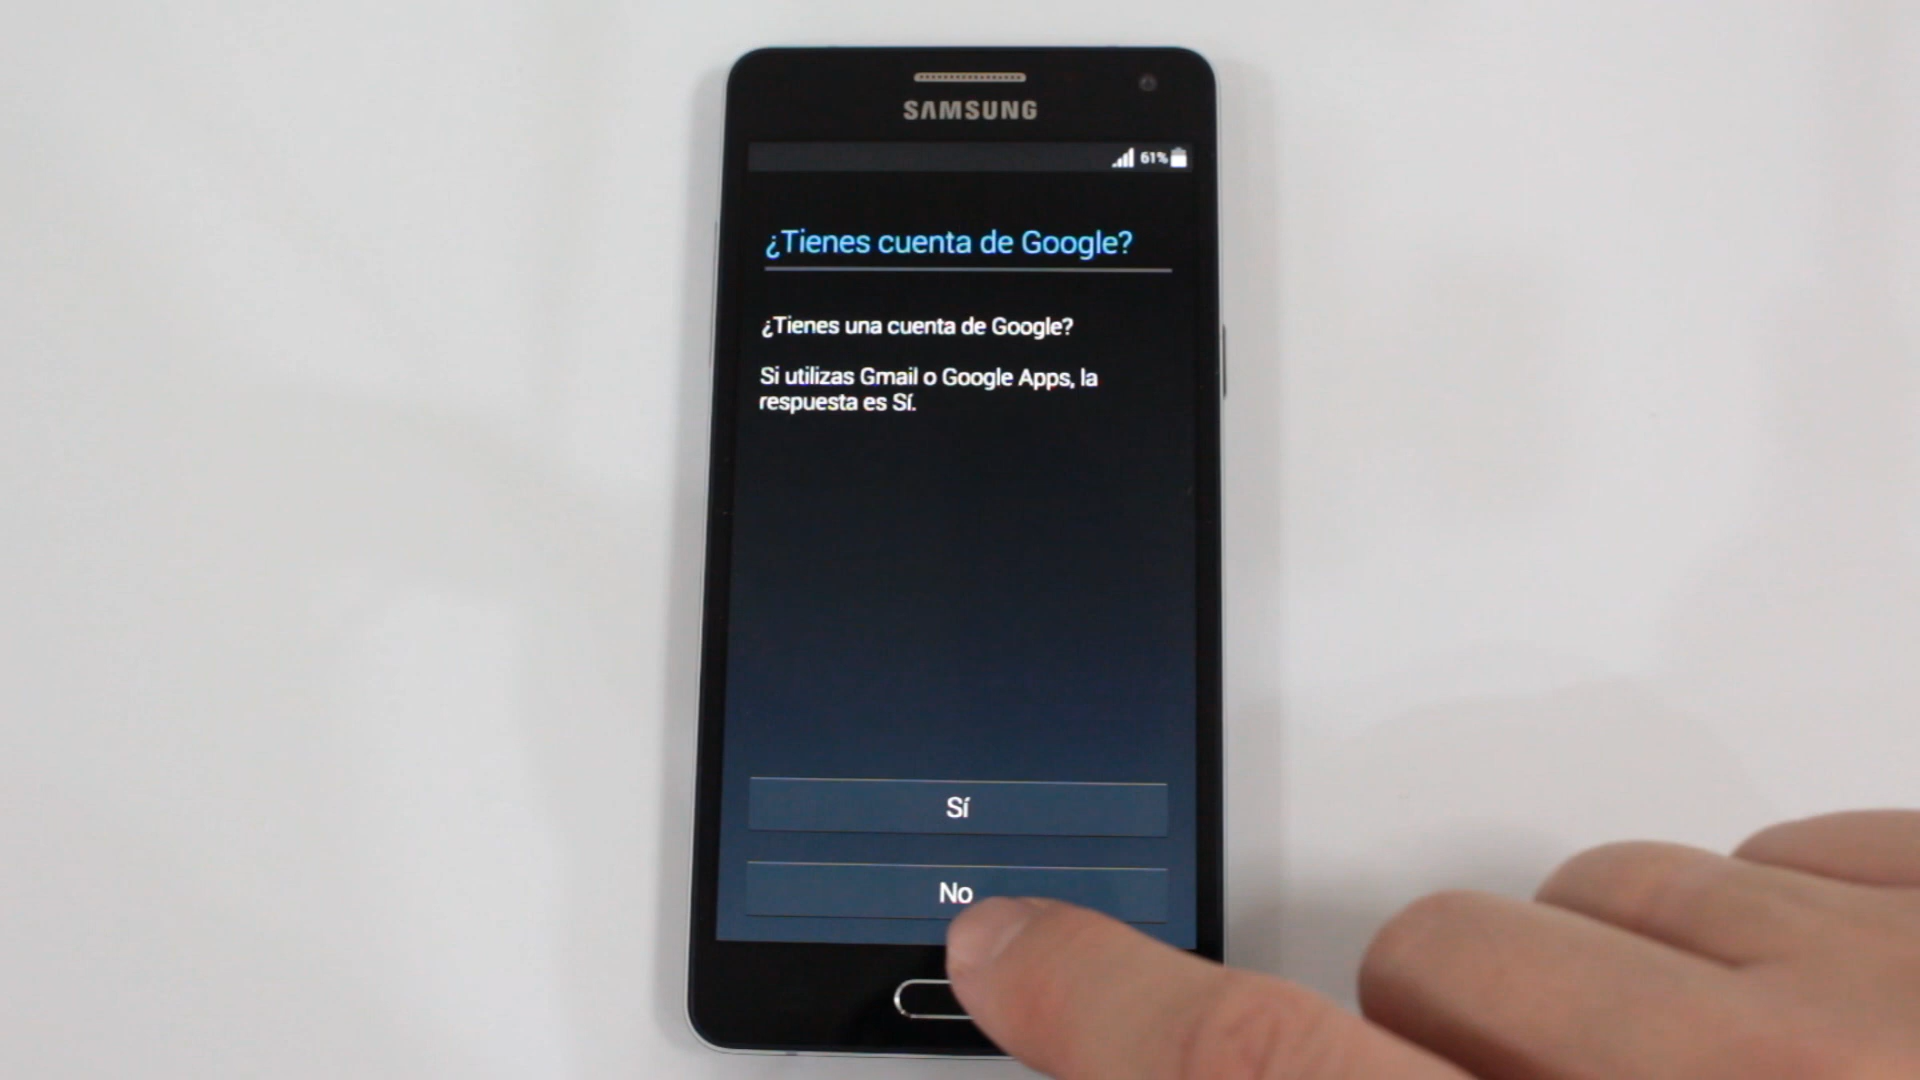 SAMSUNG
61%
¿Tienes cuenta de Google?
¿Tienes una cuenta de Google?
Si utilizas Gmail o Google Apps, la
respuesta es Sí.
Sí
No